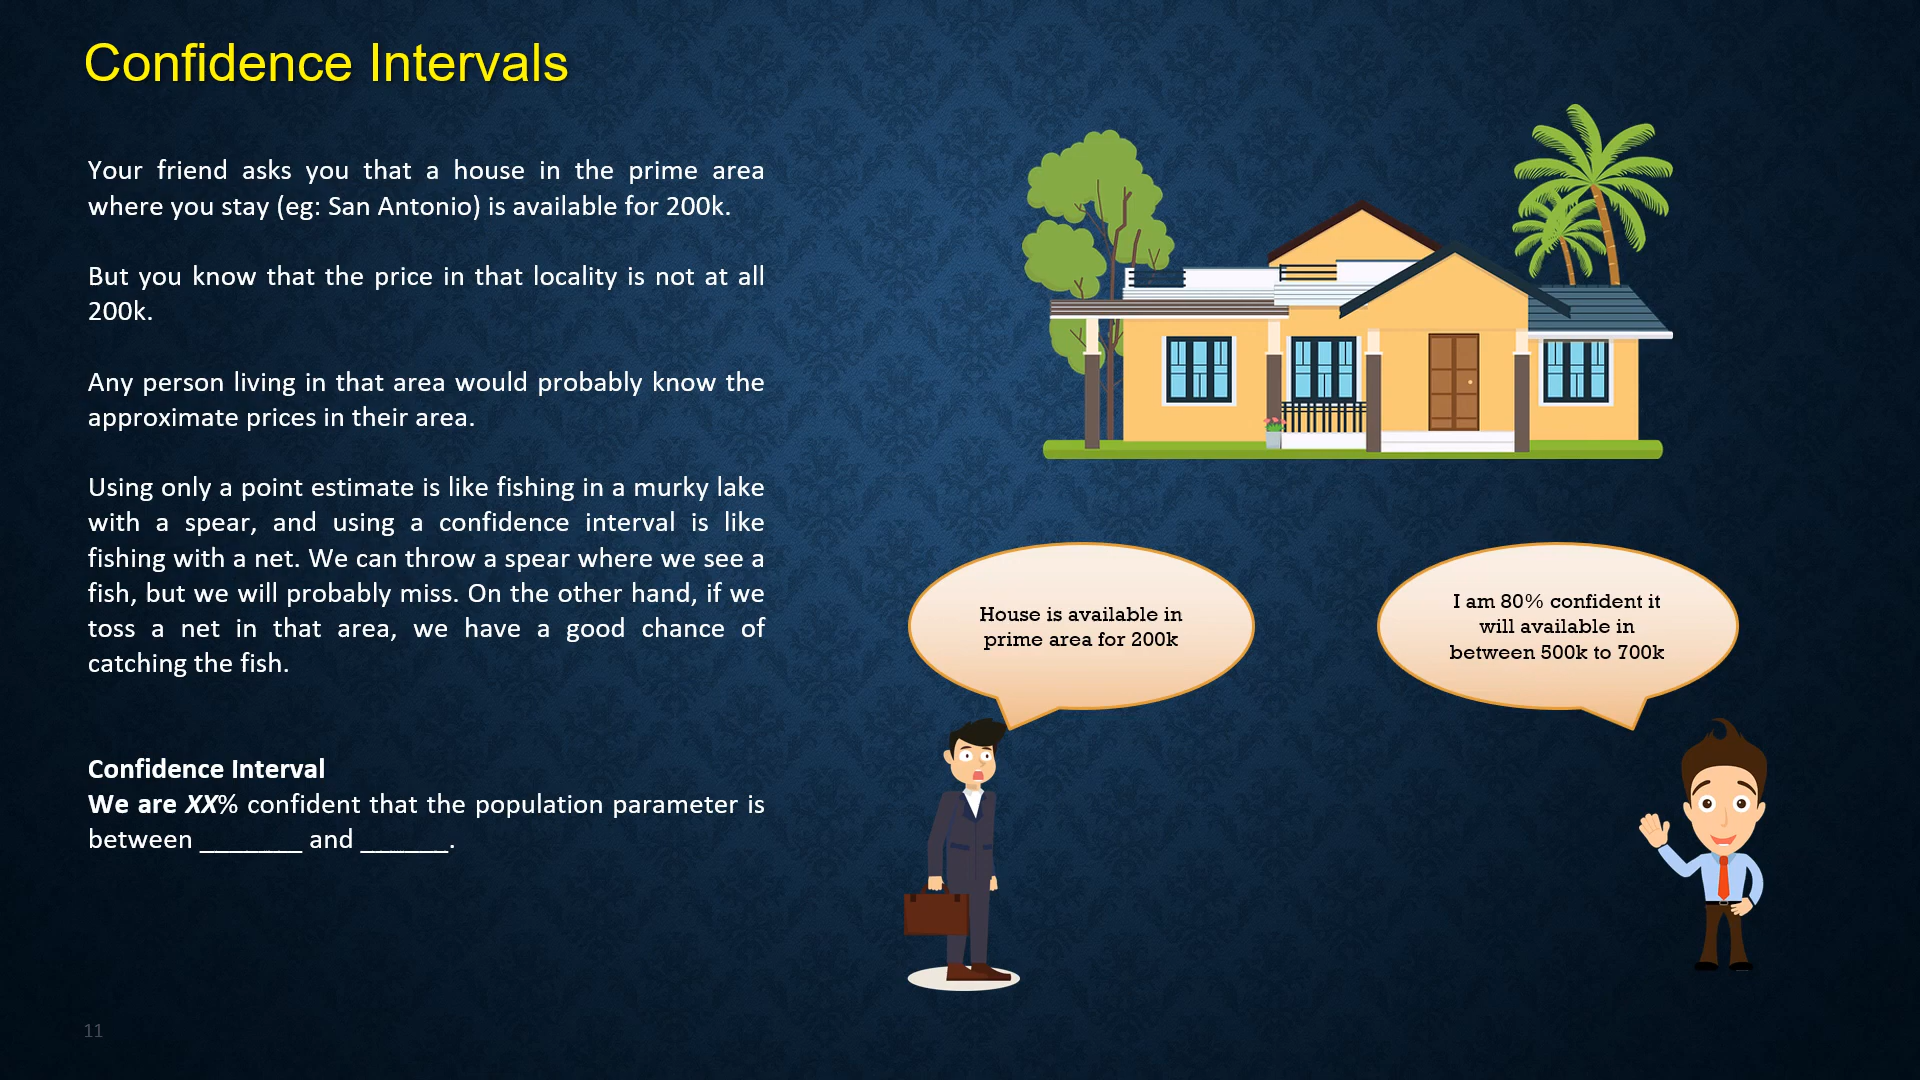 Confidence Intervals
Your friend asks you that a house in the prime area
where you stay (eg: San Antonio) is available for 200k.
But you know that the price in that locality is not at all
200k.
Any person living in that area would probably know the
approximate prices in their area.
Using only a point estimate is like fishing in a murky lake
with a spear, and using a confidence interval is like
fishing with a net. We can throw a spear where we see a
fish, but we will probably miss. On the other hand, if we
toss a net in that area, we have a good chance of
catching the fish.
Confidence Interval
We are XX% confident that the population parameter is
between _______ and ______.
House is available in
prime area for 200k
I am 80% confident it
will available in
between 500k to 700k
11